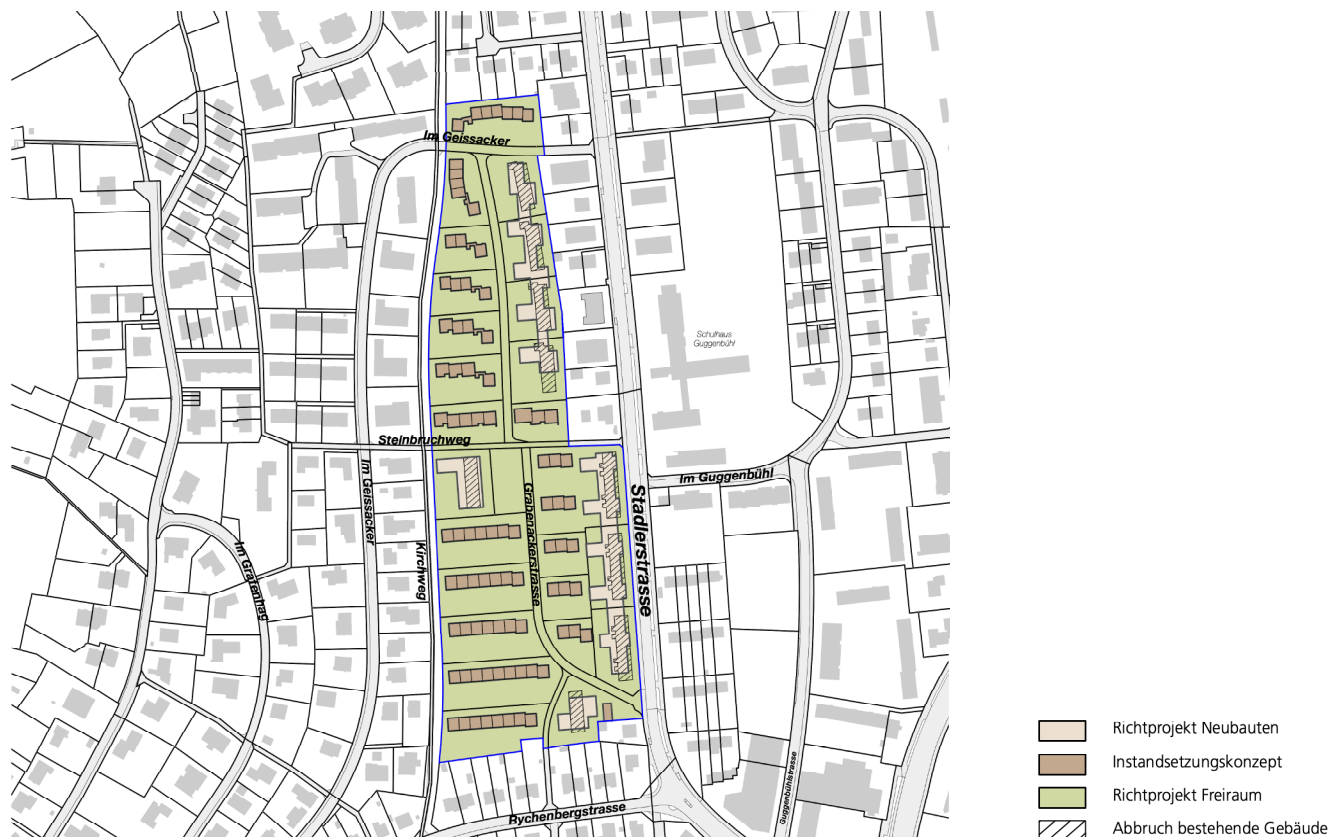 Im Geissacker
Schulhaus
Guggenbühl
Steinbruchweg
Im Geissacker
Kirchweg
Grabenackerstrasse
Stadlerstrasse
Im Guggenbühl
Im Grafenhag
Guggenbühlstrasse
Rychenbergstrasse
Richtprojekt Neubauten
Instandsetzungskonzept
Richtprojekt Freiraum
Abbruch bestehende Gebäude